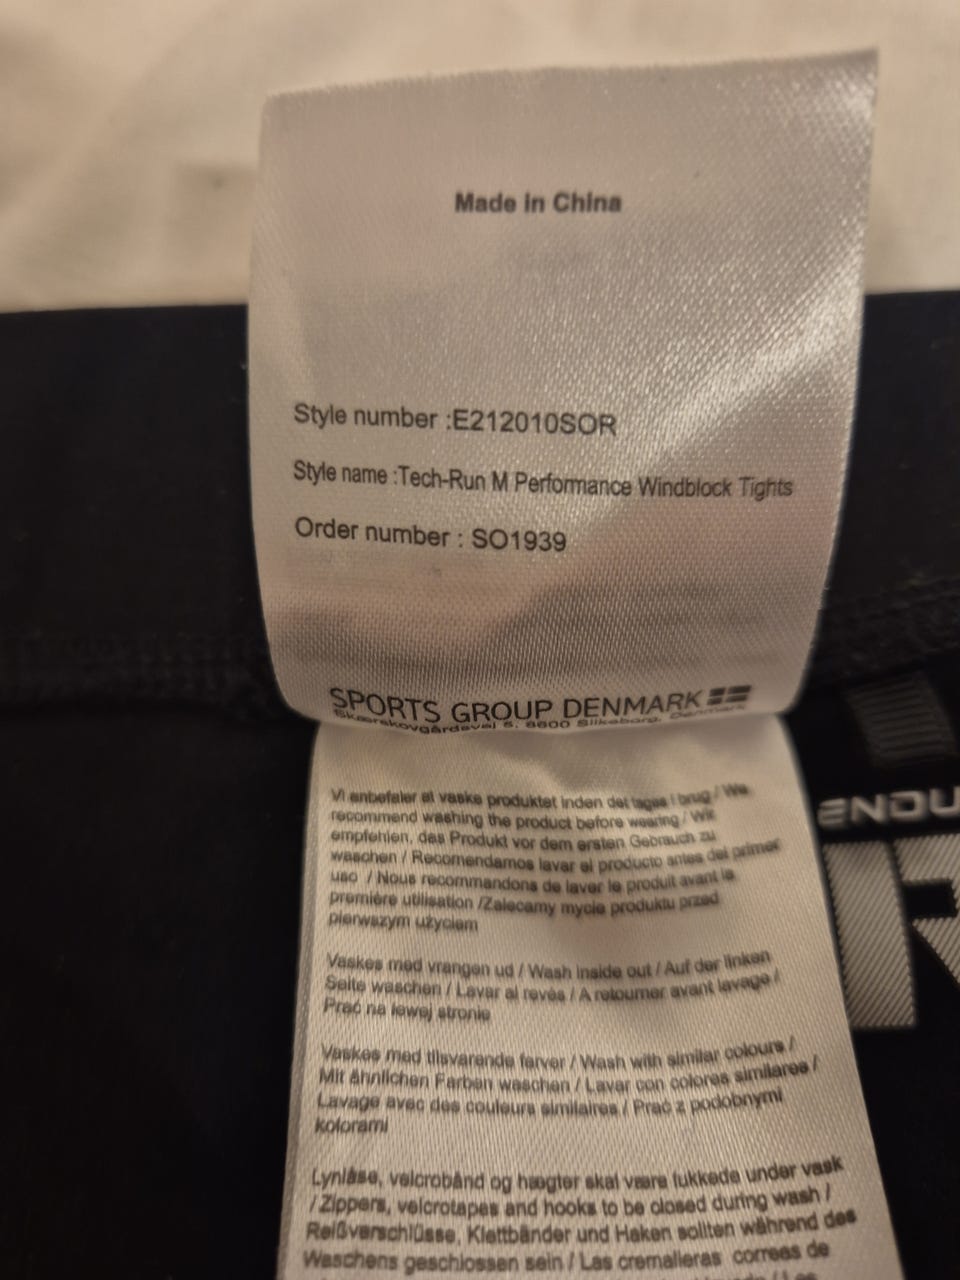 Made in China
Style number :E212010SOR
Style name :Tech-Run M Performance Windblock Tights
Order number : SO1939
SPORTS GROUP DENMARK
Skærskovgårdsvej 5, 8600 Silkeborg, Denmark
Vi anbefaler at vaske produktet inden det tages i brug / We
recommend washing the product before wearing / Wir
empfehlen, das Produkt vor dem ersten Gebrauch zu
waschen / Recomendamos lavar el producto antes del primer
uso / Nous recommandons de laver le produit avant la
première utilisation /Zalecamy mycie produktu przed
pierwszym użyciem
Vaskes med vrangen ud / Wash inside out / Auf der linken
Seite waschen / Lavar al revés / A retourner avant lavage /
Prać na lewej stronie
Vaskes med tilsvarende farver / Wash with similar colours /
Mit ähnlichen Farben waschen / Lavar con colores similares /
Lavage avec des couleurs similaires / Prać z podobnymi
kolorami
Lynlåse, velcrobånd og hægter skal være lukkede under vask
/ Zippers, velcrotapes and hooks to be closed during wash /
Reißverschlüsse, Klettbänder und Haken sollten während des
Waschens geschlossen sein / Las cremalleras correas de
ENDU
R